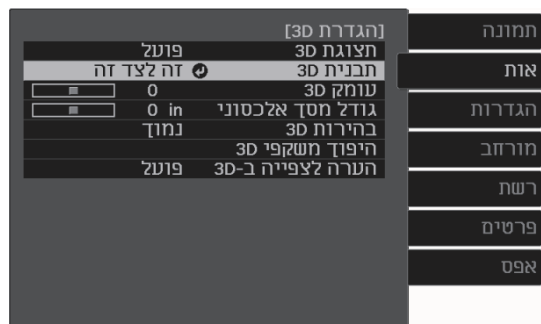 תמונה
אות
הגדרות
מורחב
רשת
פרטים
אפס
[הגדרת 3D]
תצוגת 3D פועל
תבנית 3D זה לצד זה
עומק 3D 0
גודל מסך אלכסוני 0 in
בהירות 3D נמוך
היפוך משקפי 3D
הערה לצפייה ב-3D פועל